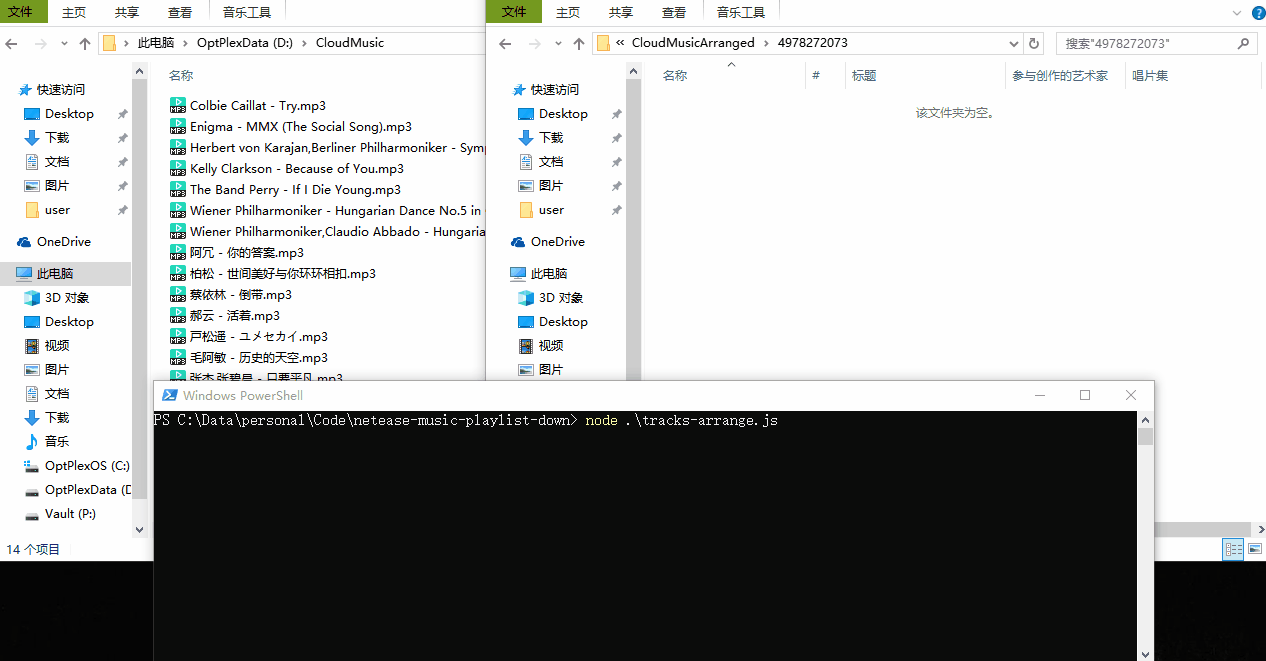 文件 主页 共享 查看 音乐工具
此电脑 › OptPlexData (D:) › CloudMusic
名称
快速访问
Desktop
下载
文档
图片
user
OneDrive
此电脑
3D 对象
Desktop
视频
图片
文档
下载
音乐
OptPlexOS (C:)
OptPlexData (D
Vault (P:)
14 个项目
Colbie Caillat - Try.mp3
Enigma - MMX (The Social Song).mp3
Herbert von Karajan,Berliner Philharmoniker - Symp
Kelly Clarkson - Because of You.mp3
The Band Perry - If I Die Young.mp3
Wiener Philharmoniker - Hungarian Dance No.5 in
Wiener Philharmoniker,Claudio Abbado - Hungaria
阿冗 - 你的答案.mp3
柏松 - 世间美好与你环环相扣.mp3
蔡依林 - 倒带.mp3
郝云 - 活着.mp3
戸松遥 - ユメセカイ.mp3
毛阿敏 - 历史的天空.mp3
张杰,张碧晨 - 只要平凡.mp3
文件 主页 共享 查看 音乐工具
« CloudMusicArranged › 4978272073
搜索"4978272073"
名称 # 标题 参与创作的艺术家 唱片集
该文件夹为空。
快速访问
Desktop
下载
文档
图片
user
OneDrive
此电脑
3D 对象
Desktop
视频
图片
Windows PowerShell
PS C:\Data\personal\Code\netease-music-playlist-down> node .\tracks-arrange.js